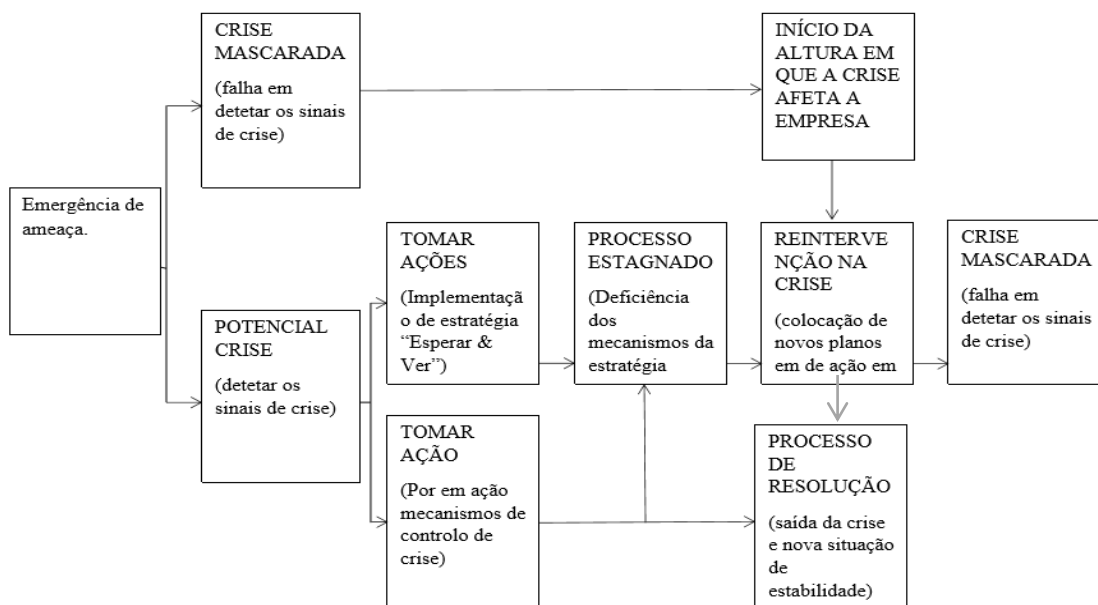 CRISE
MASCARADA
(falha em
detetar os sinais
de crise)
INÍCIO DA
ALTURA EM
QUE A CRISE
AFETA A
EMPRESA
Emergência de
ameaça.
TOMAR
AÇÕES
(Implementaçã
o de estratégia
“Esperar &
Ver”)
PROCESSO
ESTAGNADO
(Deficiência
dos
mecanismos da
estratégia
REINTERVE
NÇÃO NA
CRISE
(colocação de
novos planos
em de ação em
CRISE
MASCARADA
(falha em
detetar os sinais
de crise)
POTENCIAL
CRISE
(detetar os
sinais de crise)
TOMAR
AÇÃO
(Por em ação
mecanismos de
controlo de
crise)
PROCESSO
DE
RESOLUÇÃO
(saída da crise
e nova situação
de
estabilidade)